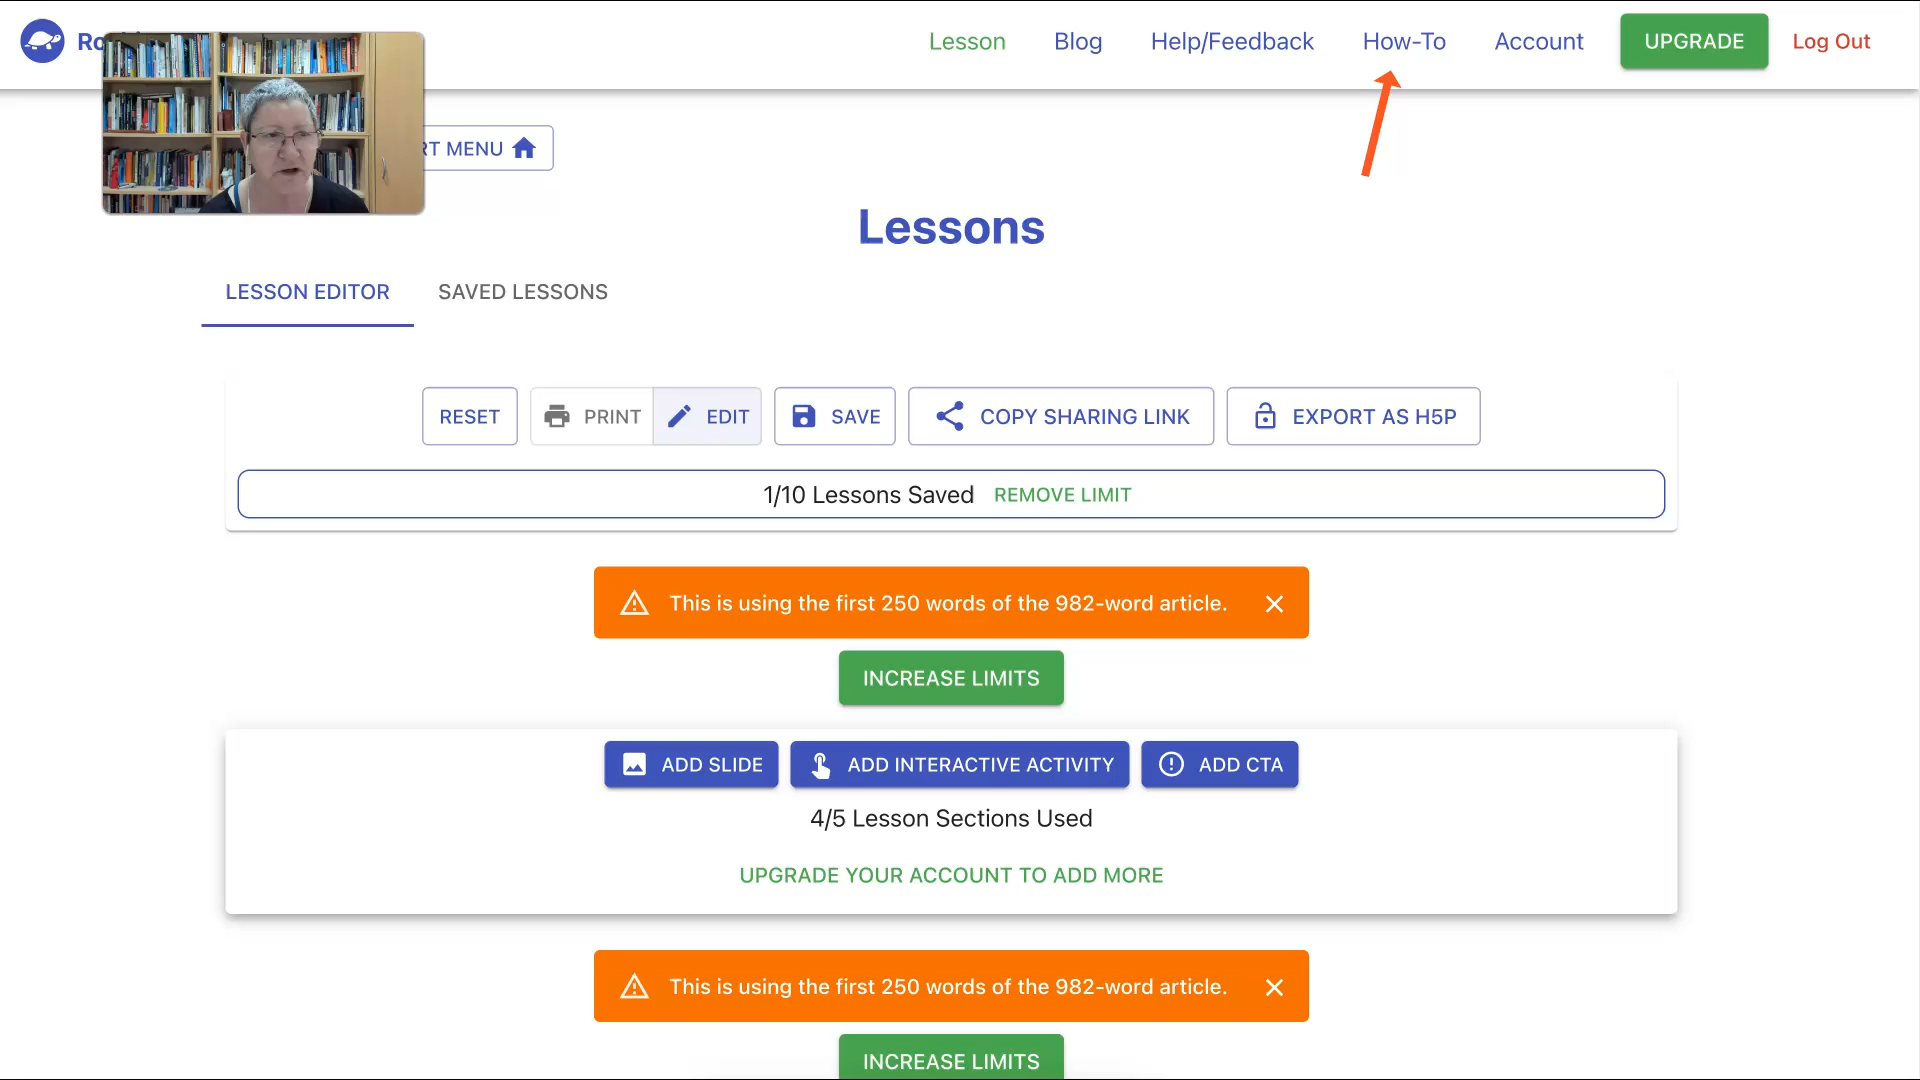 Lesson Blog Help/Feedback How-To Account UPGRADE Log Out
MENU
Lessons
LESSON EDITOR SAVED LESSONS
RESET PRINT EDIT SAVE COPY SHARING LINK EXPORT AS H5P
1/10 Lessons Saved REMOVE LIMIT
This is using the first 250 words of the 982-word article.
INCREASE LIMITS
ADD SLIDE ADD INTERACTIVE ACTIVITY ADD CTA
4/5 Lesson Sections Used
UPGRADE YOUR ACCOUNT TO ADD MORE
This is using the first 250 words of the 982-word article.
INCREASE LIMITS